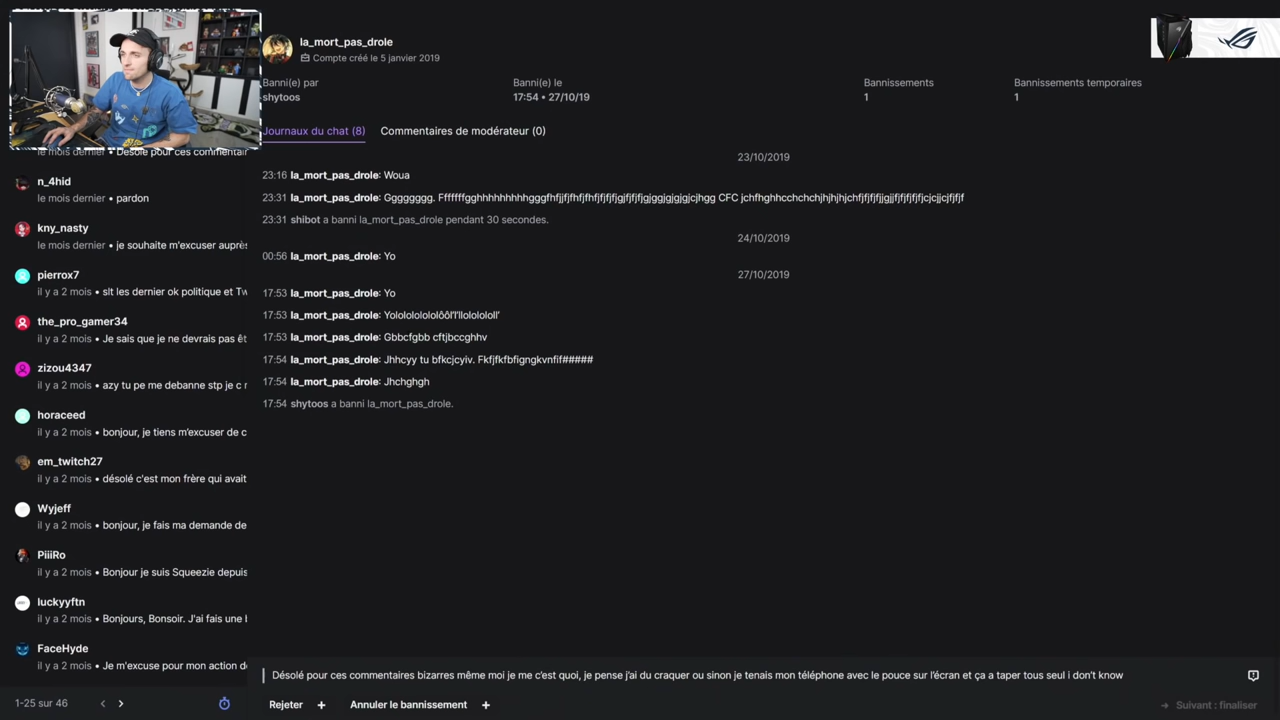 la_mort_pas_drole
Compte créé le 5 janvier 2019
Banni(e) par
shytoos
Banni(e) le
17:54 • 27/10/19
Bannissements
1
Bannissements temporaires
1
Journaux du chat (8)
Commentaires de modérateur (0)
23/10/2019
23:16 la_mort_pas_drole: Woua
23:31 la_mort_pas_drole: Gggggggg. Fffffffgghhhhhhhhhgggfhfjjfjfhfjfhfjfjfjfjgjfjfjfjgjggjgjgjgjcjhgg CFC jchfhghhcchchchjhjhjhjchfjfjfjfjjgjjfjfjfjfjfjcjcjjcjfjfjf
23:31 shibot a banni la_mort_pas_drole pendant 30 secondes.
24/10/2019
00:56 la_mort_pas_drole: Yo
27/10/2019
17:53 la_mort_pas_drole: Yo
17:53 la_mort_pas_drole: Yolololololololôôl'l'llololololl'
17:53 la_mort_pas_drole: Gbbcfgbb cftjbccghhv
17:54 la_mort_pas_drole: Jhhcyy tu bfkcjcyiv. Fkfjfkfbfigngkvnfif#####
17:54 la_mort_pas_drole: Jhchghgh
17:54 shytoos a banni la_mort_pas_drole.
le mois dernier • Désolé pour ces commentair
n_4hid
le mois dernier • pardon
kny_nasty
le mois dernier • je souhaite m'excuser auprès
pierrox7
il y a 2 mois • slt les dernier ok politique et Tw
the_pro_gamer34
il y a 2 mois • Je sais que je ne devrais pas êt
zizou4347
il y a 2 mois • azy tu pe me debanne stp je c r
horaceed
il y a 2 mois • bonjour, je tiens m'excuser de c
em_twitch27
il y a 2 mois • désolé c'est mon frère qui avait
Wyjeff
il y a 2 mois • bonjour, je fais ma demande de
PiiiRo
il y a 2 mois • Bonjour je suis Squeezie depuis
luckyyftn
il y a 2 mois • Bonjours, Bonsoir. J'ai fais une b
FaceHyde
il y a 2 mois • Je m'excuse pour mon action de
1-25 sur 46
Désolé pour ces commentaires bizarres même moi je me c'est quoi, je pense j'ai du craquer ou sinon je tenais mon téléphone avec le pouce sur l'écran et ça a taper tous seul i don't know
Rejeter +
Annuler le bannissement +
Suivant : finaliser